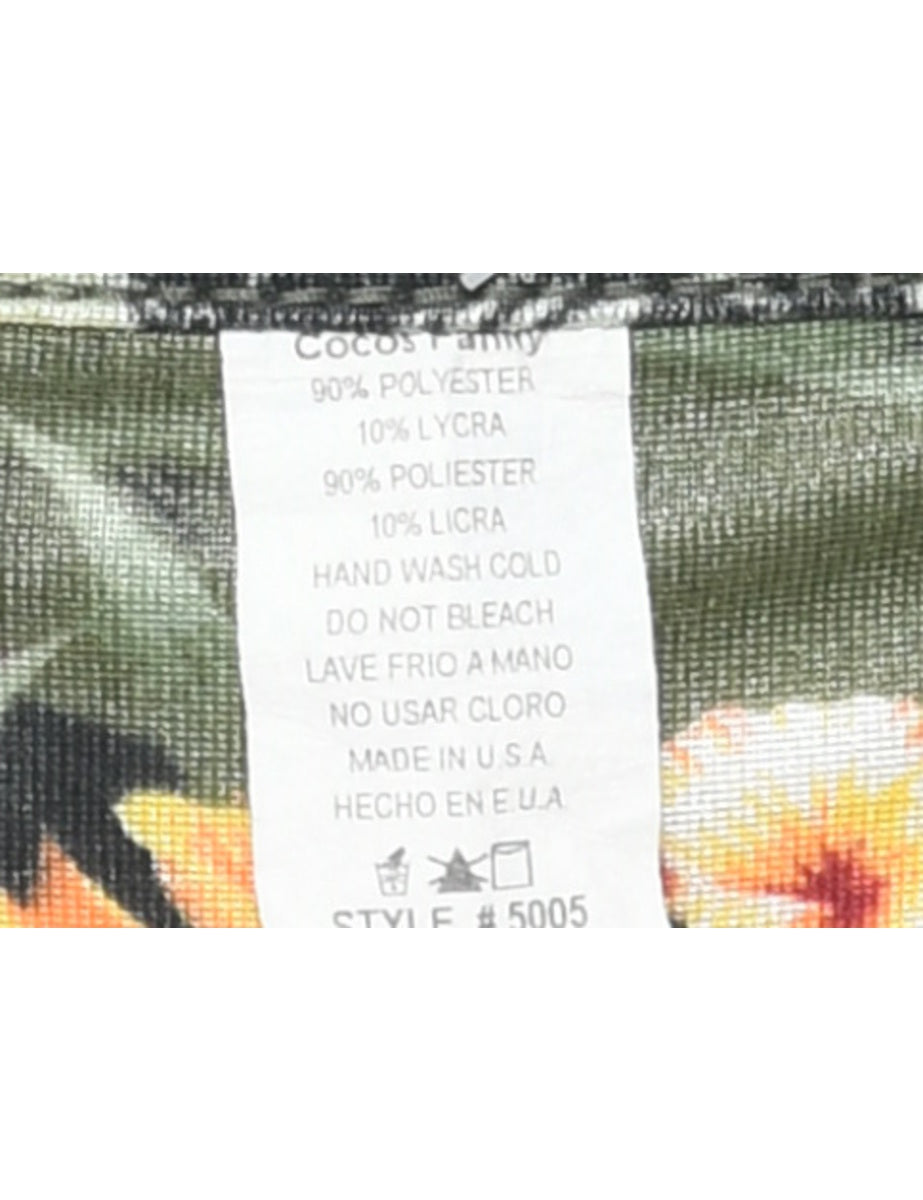 Cocos
90% POLYESTER
10% LYCRA
90% POLIESTER
10% LICRA
HAND WASH COLD
DO NOT BLEACH
LAVE FRIO A MANO
NO USAR CLORO
MADE IN U.S.A
HECHO EN E.U.A
STYLE # 5005